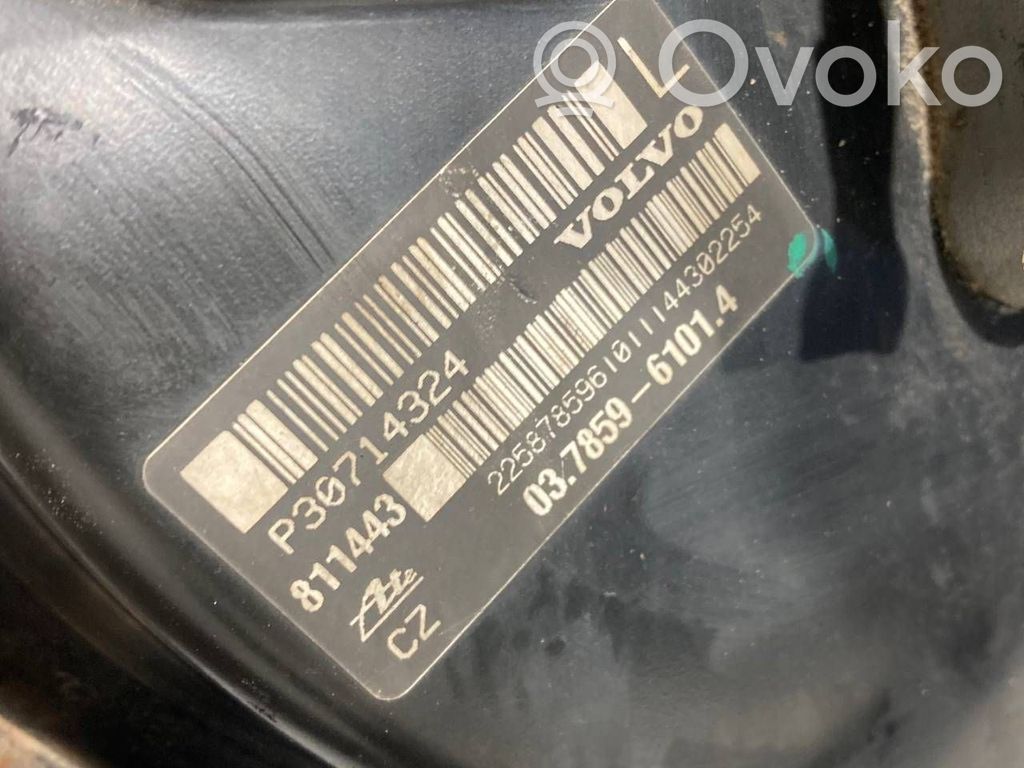 Ovoko
L
VOLVO
P30714324
811443
2258785961011144302254
03.7859-6101.4
Ate
CZ